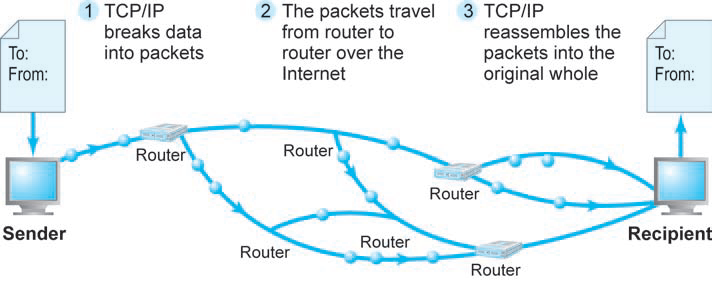 1 TCP/IP
breaks data
into packets
2 The packets travel
from router to
router over the
Internet
3 TCP/IP
reassembles the
packets into the
original whole
To:
From:
To:
From:
Router
Router
Router
Router
Router
Router
Sender
Recipient